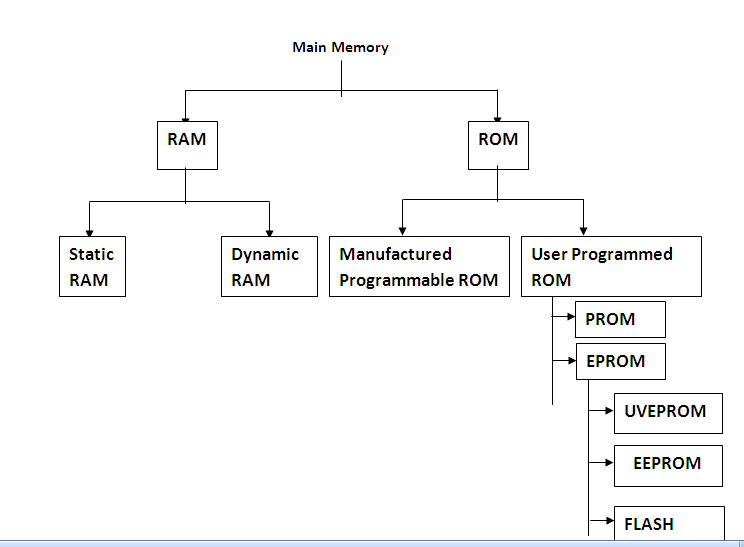 Main Memory
RAM
ROM
Static
RAM
Dynamic
RAM
Manufactured
Programmable ROM
User Programmed
ROM
PROM
EPROM
UVEPROM
EEPROM
FLASH